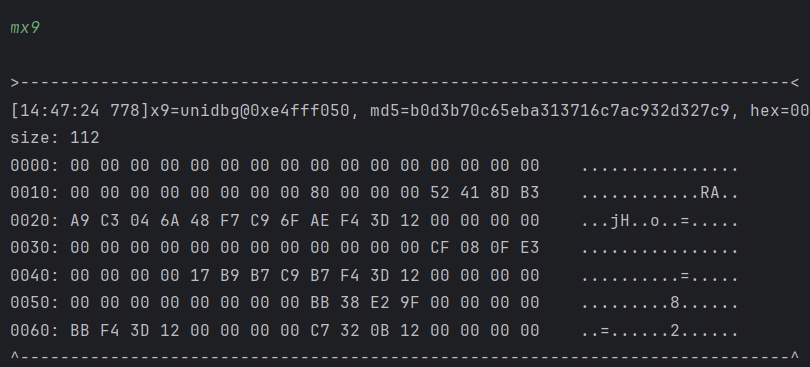 mx9
>-----------------------------------------------------------------------------<
[14:47:24 778]x9=unidbg@0xe4fff050, md5=b0d3b70c65eba313716c7ac932d327c9, hex=00
size: 112
0000: 00 00 00 00 00 00 00 00 00 00 00 00 00 00 00 00    ................
0010: 00 00 00 00 00 00 00 00 80 00 00 00 52 41 8D B3    ............RA..
0020: A9 C3 04 6A 48 F7 C9 6F AE F4 3D 12 00 00 00 00    ...jH..o..=.....
0030: 00 00 00 00 00 00 00 00 00 00 00 00 CF 08 0F E3    ................
0040: 00 00 00 00 17 B9 B7 C9 B7 F4 3D 12 00 00 00 00    ..........=.....
0050: 00 00 00 00 00 00 00 00 BB 38 E2 9F 00 00 00 00    .........8......
0060: BB F4 3D 12 00 00 00 00 C7 32 0B 12 00 00 00 00    ..=......2......
^-----------------------------------------------------------------------------^